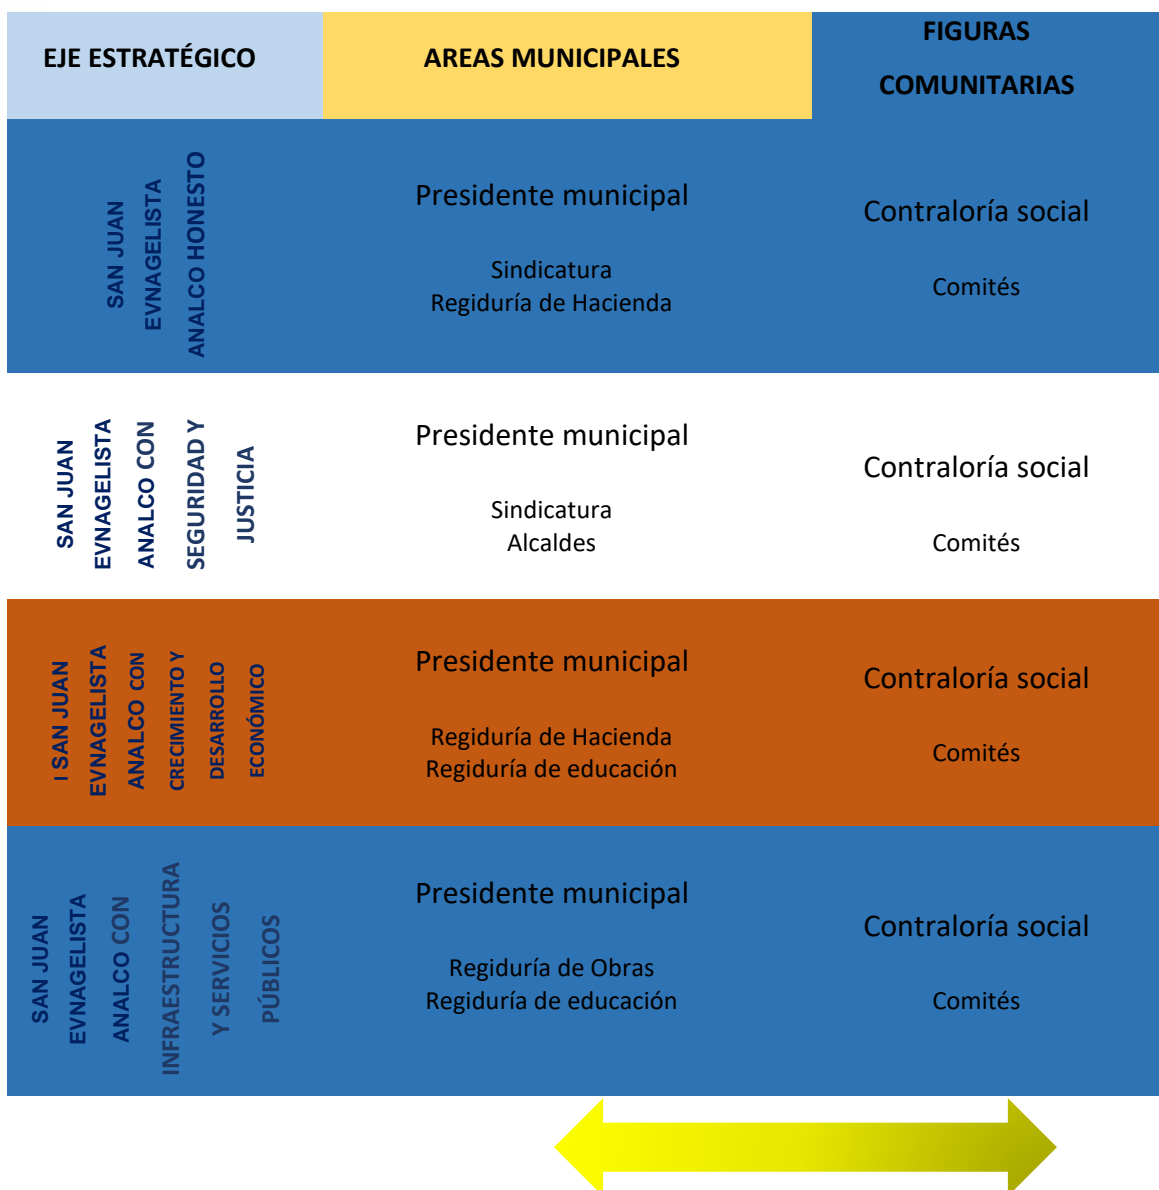 EJE ESTRATÉGICO
AREAS MUNICIPALES
FIGURAS
COMUNITARIAS
SAN JUAN
EVNAGELISTA
ANALCO HONESTO
Presidente municipal
Sindicatura
Regiduría de Hacienda
Contraloría social
Comités
SAN JUAN
EVNAGELISTA
ANALCO CON
SEGURIDAD Y
JUSTICIA
Presidente municipal
Sindicatura
Alcaldes
Contraloría social
Comités
I SAN JUAN
EVNAGELISTA
ANALCO CON
CRECIMIENTO Y
DESARROLLO
ECONÓMICO
Presidente municipal
Regiduría de Hacienda
Regiduría de educación
Contraloría social
Comités
SAN JUAN
EVNAGELISTA
ANALCO CON
INFRAESTRUCTURA
Y SERVICIOS
PÚBLICOS
Presidente municipal
Regiduría de Obras
Regiduría de educación
Contraloría social
Comités